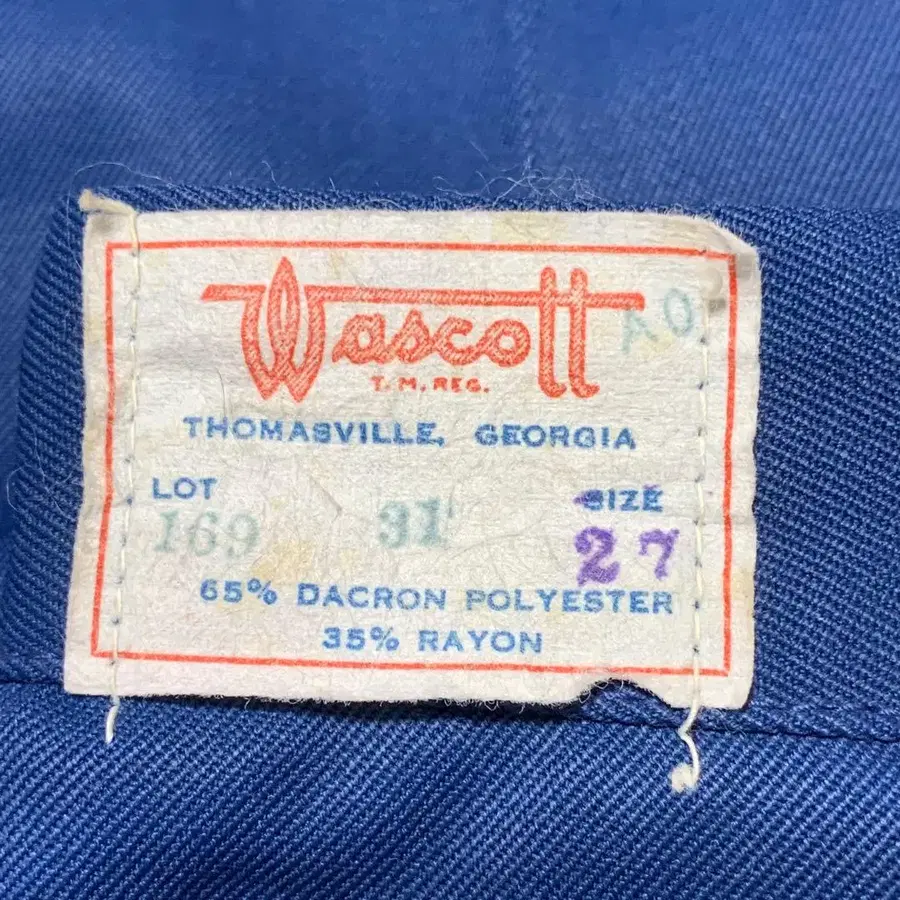 Wascott
AO
T. M. REG.
THOMASVILLE, GEORGIA
LOT SIZE
169 31 27
65% DACRON POLYESTER
35% RAYON